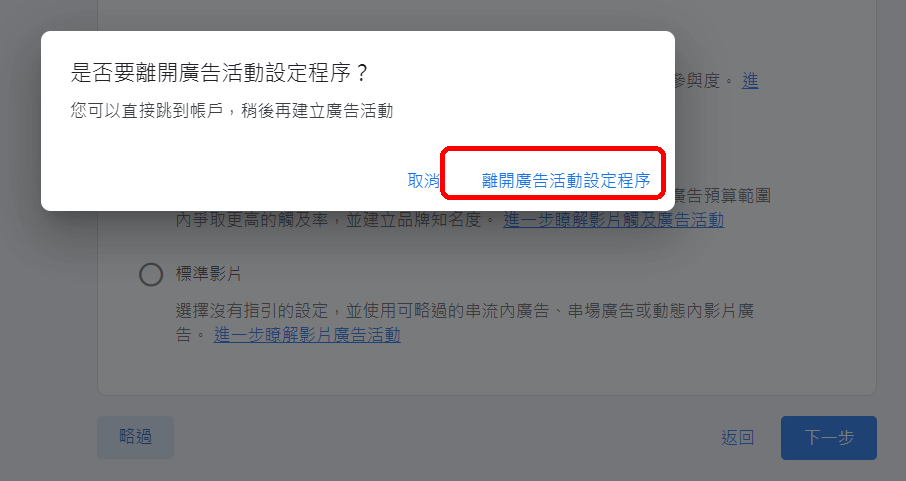 是否要離開廣告活動設定程序？
參與度。 進
您可以直接跳到帳戶，稍後再建立廣告活動
取消 離開廣告活動設定程序
廣告預算範圍
內爭取更高的觸及率，並建立品牌知名度。 進一步瞭解影片觸及廣告活動
標準影片
選擇沒有指引的設定，並使用可略過的串流內廣告、串場廣告或動態內影片廣
告。 進一步瞭解影片廣告活動
略過 返回 下一步